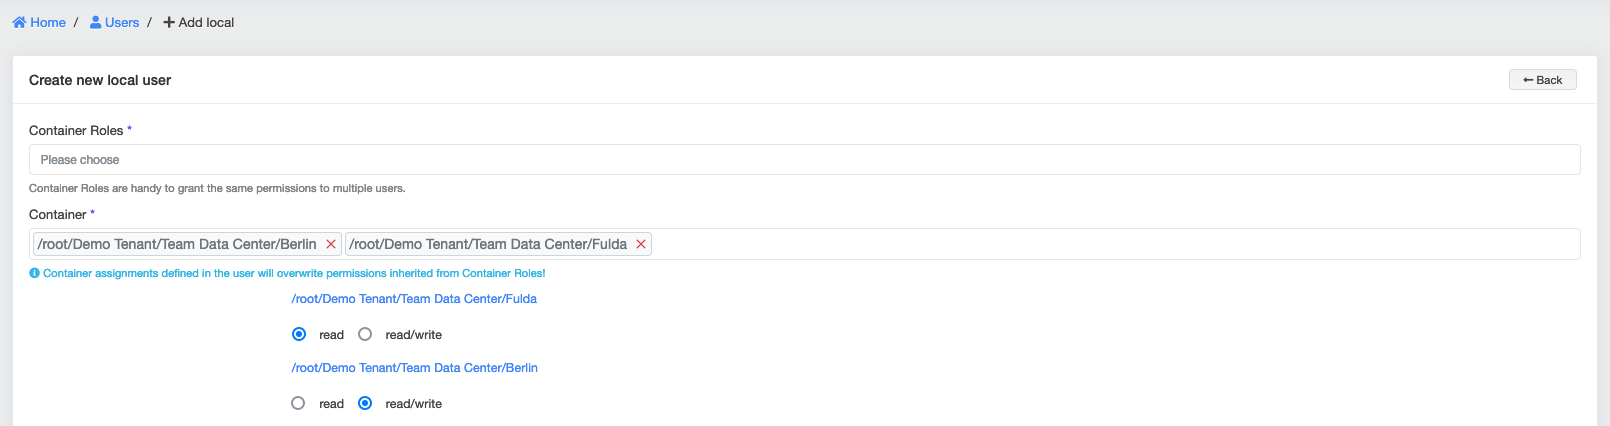 Home / Users / Add local
Create new local user
Back
Container Roles *
Please choose
Container Roles are handy to grant the same permissions to multiple users.
Container *
/root/Demo Tenant/Team Data Center/Berlin × /root/Demo Tenant/Team Data Center/Fulda ×
Container assignments defined in the user will overwrite permissions inherited from Container Roles!
/root/Demo Tenant/Team Data Center/Fulda
read read/write
/root/Demo Tenant/Team Data Center/Berlin
read read/write